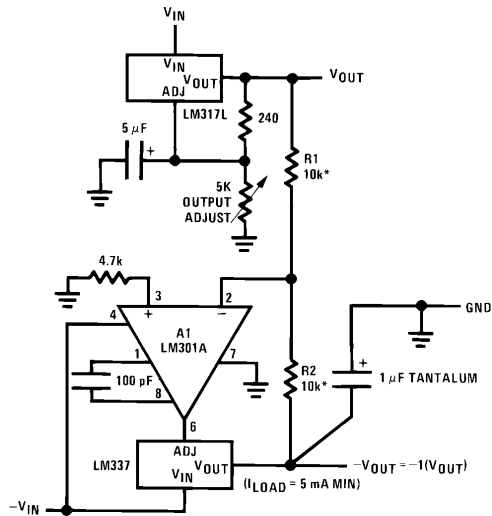 VIN
VIN
VOUT
ADJ
VOUT
LM317L
240
5 μF
+
R1
10k*
5K
OUTPUT
ADJUST
4.7k
3
2
4
+
−
GND
A1
LM301A
1
7
100 pF
8
R2
10k*
+
1 μF TANTALUM
6
ADJ
LM337
VOUT
VIN
−VOUT = −1(VOUT)
(ILOAD = 5 mA MIN)
−VIN